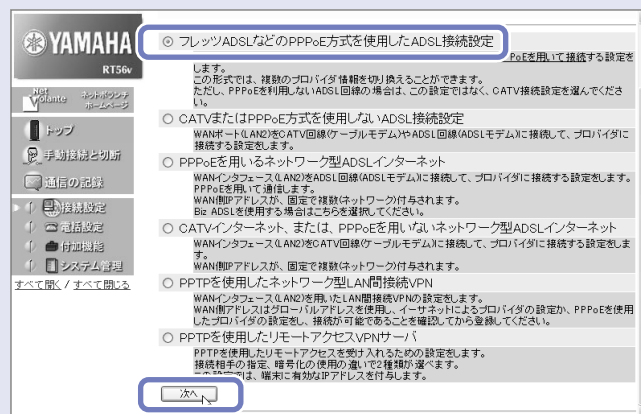 YAMAHA
RT56v
Net Volante
ネットボランチ
ホームページ
トップ
手動接続と切断
通信の記録
接続設定
電話設定
付加機能
システム管理
すべて開く / すべて閉じる
フレッツADSLなどのPPPoE方式を使用したADSL接続設定
PoEを用いて接続する設定を
します。
この形式では、複数のプロバイダ情報を切り換えることができます。
ただし、PPPoEを利用しないADSL回線の場合は、この設定ではなく、CATV接続設定を選んでくださ
い。
CATVまたはPPPoE方式を使用しないADSL接続設定
WANポート(LAN2)をCATV回線(ケーブルモデム)やADSL回線(ADSLモデム)に接続して、プロバイダに
接続する設定をします。
PPPoEを用いるネットワーク型ADSLインターネット
WANインタフェース(LAN2)をADSL回線(ADSLモデム)に接続して、プロバイダに接続する設定をします。
PPPoEを用いて通信します。
WAN側IPアドレスが、固定で複数(ネットワーク)付与されます。
Biz ADSLを使用する場合はこちらを選択してください。
CATVインターネット、または、PPPoEを用いないネットワーク型ADSLインターネット
WANインタフェース(LAN2)をCATV回線(ケーブルモデム)に接続して、プロバイダに接続する設定をしま
す。
WAN側IPアドレスが、固定で複数(ネットワーク)付与されます。
PPTPを使用したネットワーク型LAN間接続VPN
WANインタフェース(LAN2)を用いたLAN間接続VPNの設定をします。
WAN側アドレスはグローバルアドレスを使用し、イーサネットによるプロバイダの設定か、PPPoEを使用
したプロバイダの設定をし、接続が可能であることを確認してから登録してください。
PPTPを使用したリモートアクセスVPNサーバ
PPTPを使用したリモートアクセスを受け入れるための設定をします。
接続相手の指定、暗号化の使用の違いで2種類が選べます。
この設定では、端末に有効なIPアドレスを付与します。
次へ